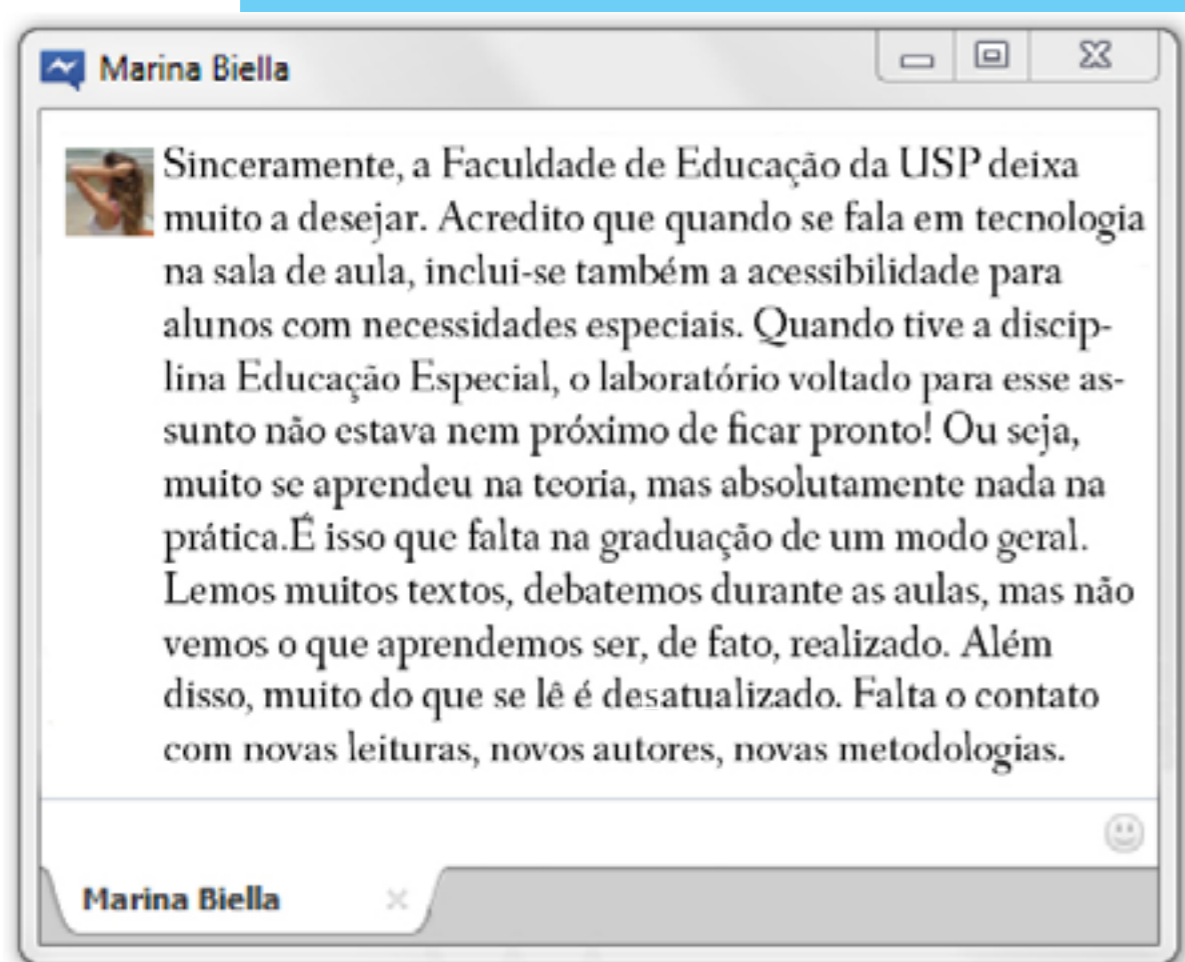 Marina Biella
Sinceramente, a Faculdade de Educação da USP deixa
muito a desejar. Acredito que quando se fala em tecnologia
na sala de aula, inclui-se também a acessibilidade para
alunos com necessidades especiais. Quando tive a discip-
lina Educação Especial, o laboratório voltado para esse as-
sunto não estava nem próximo de ficar pronto! Ou seja,
muito se aprendeu na teoria, mas absolutamente nada na
prática.É isso que falta na graduação de um modo geral.
Lemos muitos textos, debatemos durante as aulas, mas não
vemos o que aprendemos ser, de fato, realizado. Além
disso, muito do que se lê é desatualizado. Falta o contato
com novas leituras, novos autores, novas metodologias.
Marina Biella